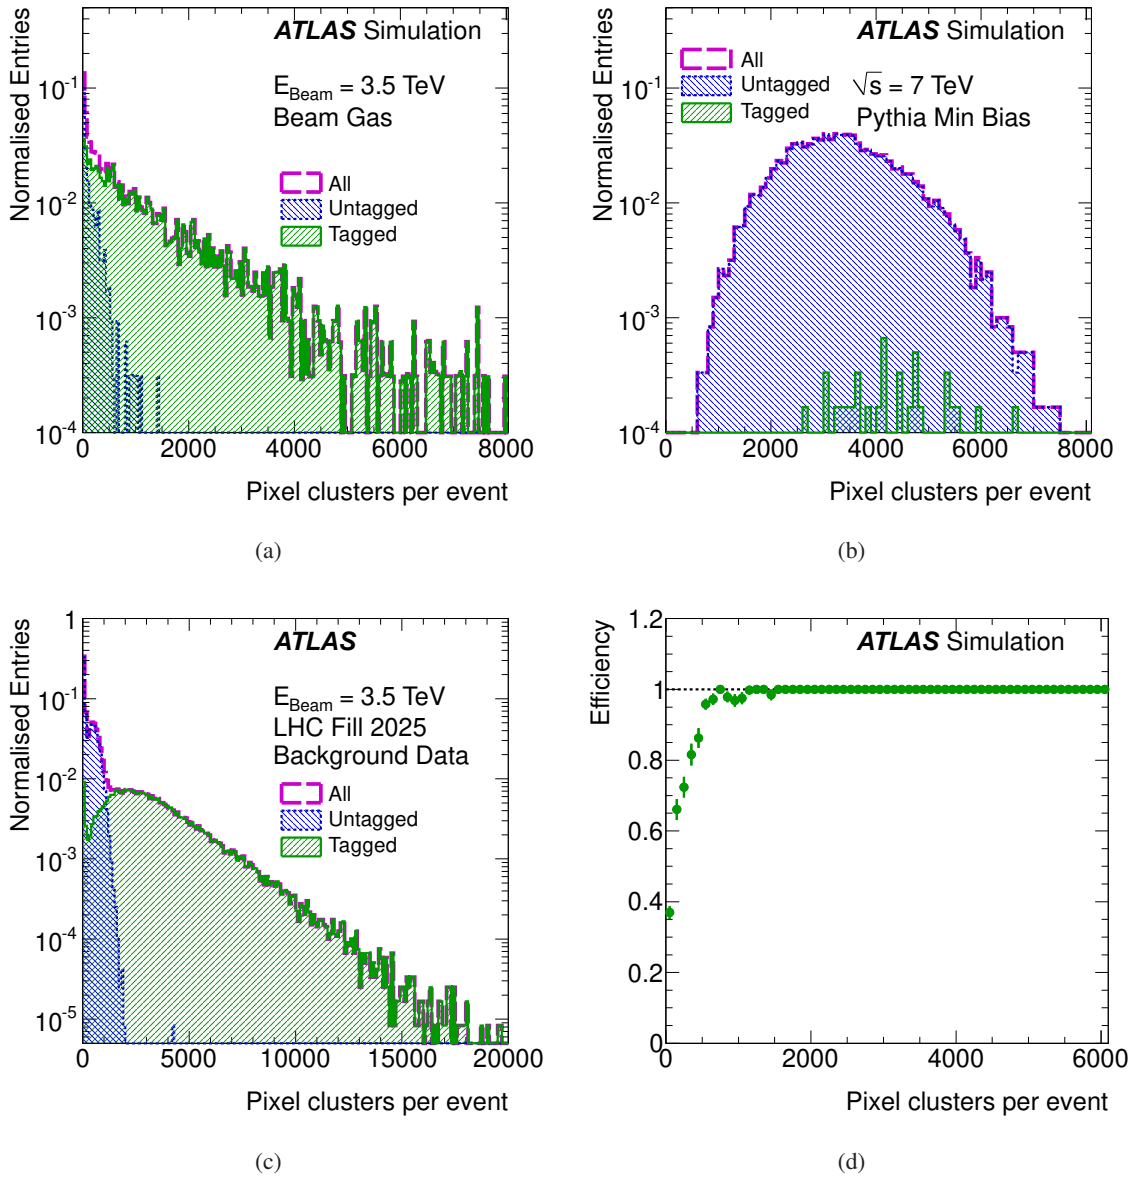 Normalised Entries
ATLAS Simulation
E_Beam = 3.5 TeV
Beam Gas
All
Untagged
Tagged
10⁻¹
10⁻²
10⁻³
10⁻⁴
0 2000 4000 6000 8000
Pixel clusters per event
(a)
Normalised Entries
ATLAS Simulation
All
Untagged
Tagged
√s = 7 TeV
Pythia Min Bias
10⁻¹
10⁻²
10⁻³
10⁻⁴
2000 4000 6000 8000
Pixel clusters per event
(b)
Normalised Entries
ATLAS
E_Beam = 3.5 TeV
LHC Fill 2025
Background Data
All
Untagged
Tagged
1
10⁻¹
10⁻²
10⁻³
10⁻⁴
10⁻⁵
0 5000 10000 15000 20000
Pixel clusters per event
(c)
Efficiency
ATLAS Simulation
1.2
1
0.8
0.6
0.4
0.2
0
0 2000 4000 6000
Pixel clusters per event
(d)